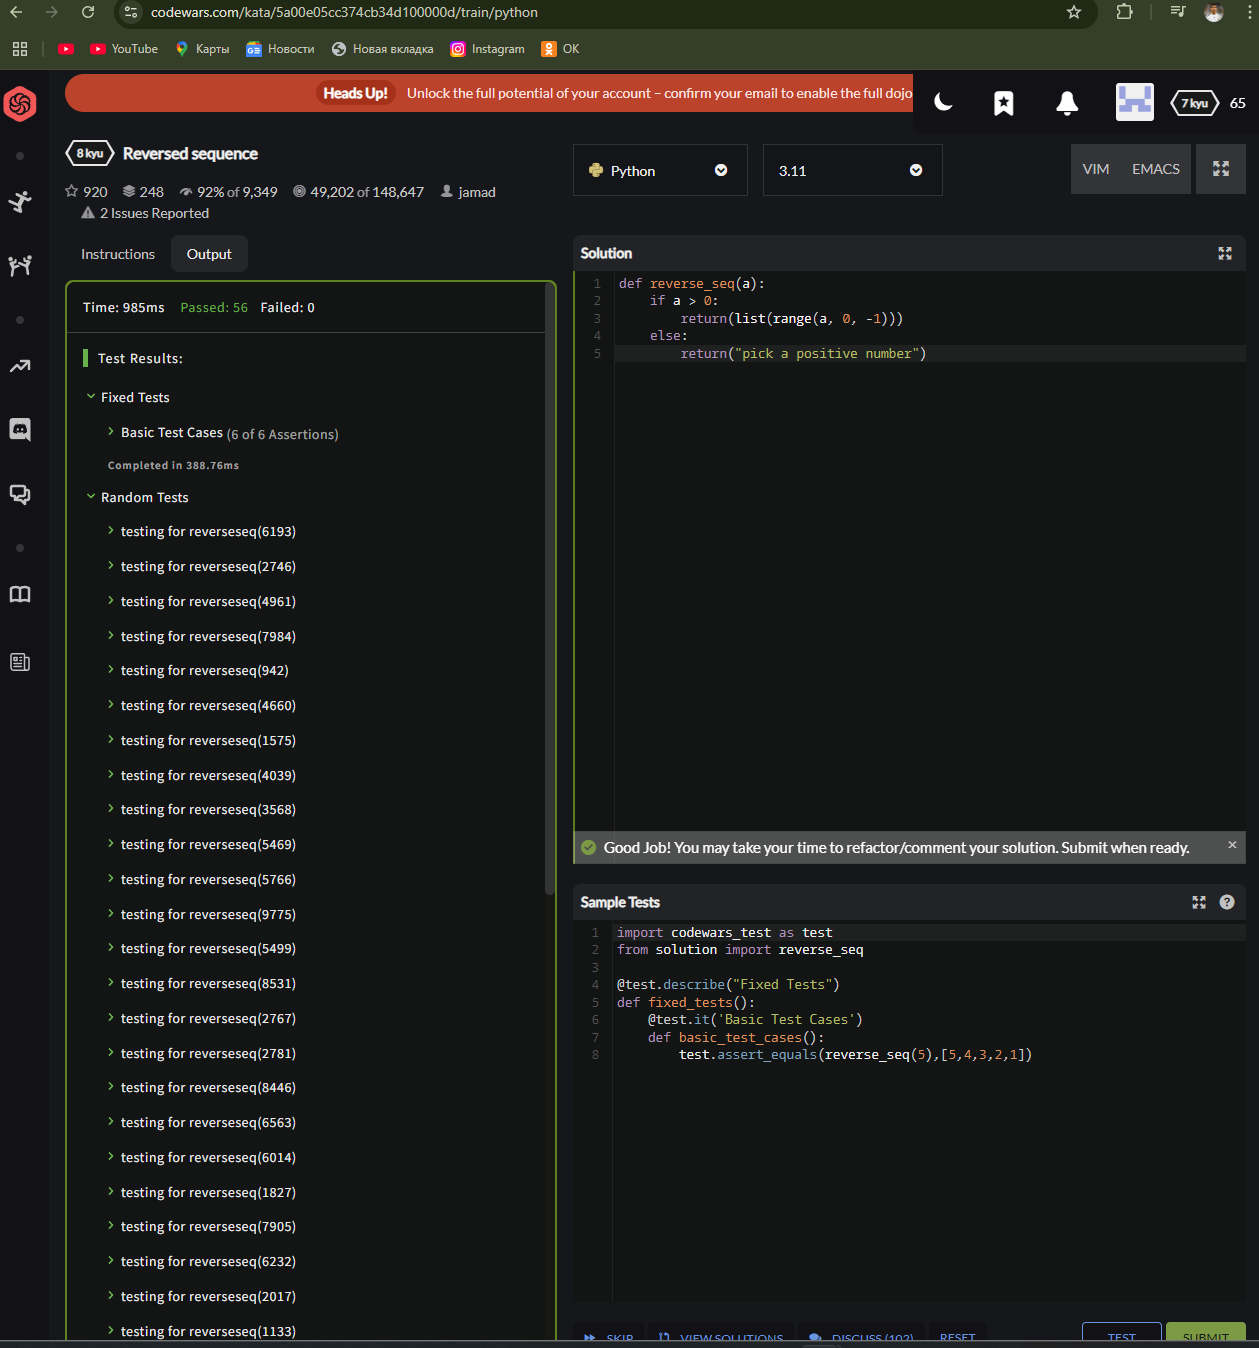 codewars.com/kata/5a00e05cc374cb34d100000d/train/python
YouTube Карты Новости Новая вкладка Instagram OK
Heads Up! Unlock the full potential of your account – confirm your email to enable the full dojo
7 kyu 65
8 kyu Reversed sequence
920 248 92% of 9,349 49,202 of 148,647 jamad
2 Issues Reported
Python 3.11 VIM EMACS
Instructions Output
Time: 985ms Passed: 56 Failed: 0
Test Results:
Fixed Tests
Basic Test Cases (6 of 6 Assertions)
Completed in 388.76ms
Random Tests
testing for reverseseq(6193)
testing for reverseseq(2746)
testing for reverseseq(4961)
testing for reverseseq(7984)
testing for reverseseq(942)
testing for reverseseq(4660)
testing for reverseseq(1575)
testing for reverseseq(4039)
testing for reverseseq(3568)
testing for reverseseq(5469)
testing for reverseseq(5766)
testing for reverseseq(9775)
testing for reverseseq(5499)
testing for reverseseq(8531)
testing for reverseseq(2767)
testing for reverseseq(2781)
testing for reverseseq(8446)
testing for reverseseq(6563)
testing for reverseseq(6014)
testing for reverseseq(1827)
testing for reverseseq(7905)
testing for reverseseq(6232)
testing for reverseseq(2017)
testing for reverseseq(1133)
Solution
1 def reverse_seq(a):
2     if a > 0:
3         return(list(range(a, 0, -1)))
4     else:
5         return("pick a positive number")
Good Job! You may take your time to refactor/comment your solution. Submit when ready.
Sample Tests
1 import codewars_test as test
2 from solution import reverse_seq
3
4 @test.describe("Fixed Tests")
5 def fixed_tests():
6     @test.it('Basic Test Cases')
7     def basic_test_cases():
8         test.assert_equals(reverse_seq(5),[5,4,3,2,1])
SKIP VIEW SOLUTIONS DISCUSS (102) RESET TEST SUBMIT